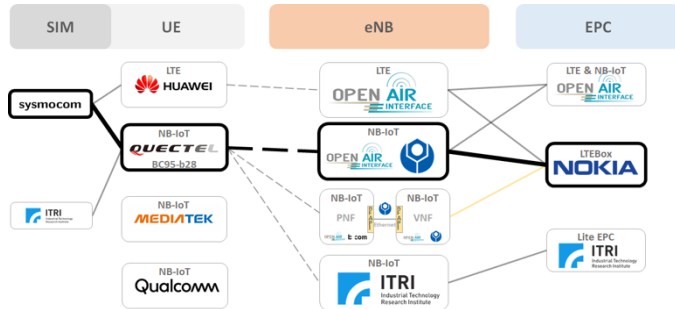 SIM
UE
eNB
EPC
LTE
HUAWEI
sysmocom
NB-IoT
QUECTEL
BC95-b28
ITRI
Industrial Technology
Research Institute
NB-IoT
MEDIATEK
NB-IoT
Qualcomm
LTE
OPEN AIR
INTERFACE
NB-IoT
OPEN AIR
INTERFACE
NB-IoT
PNF
Ethernet
NB-IoT
VNF
NB-IoT
ITRI
Industrial Technology
Research Institute
LTE & NB-IoT
OPEN AIR
INTERFACE
LTEBox
NOKIA
Lite EPC
ITRI
Industrial Technology
Research Institute